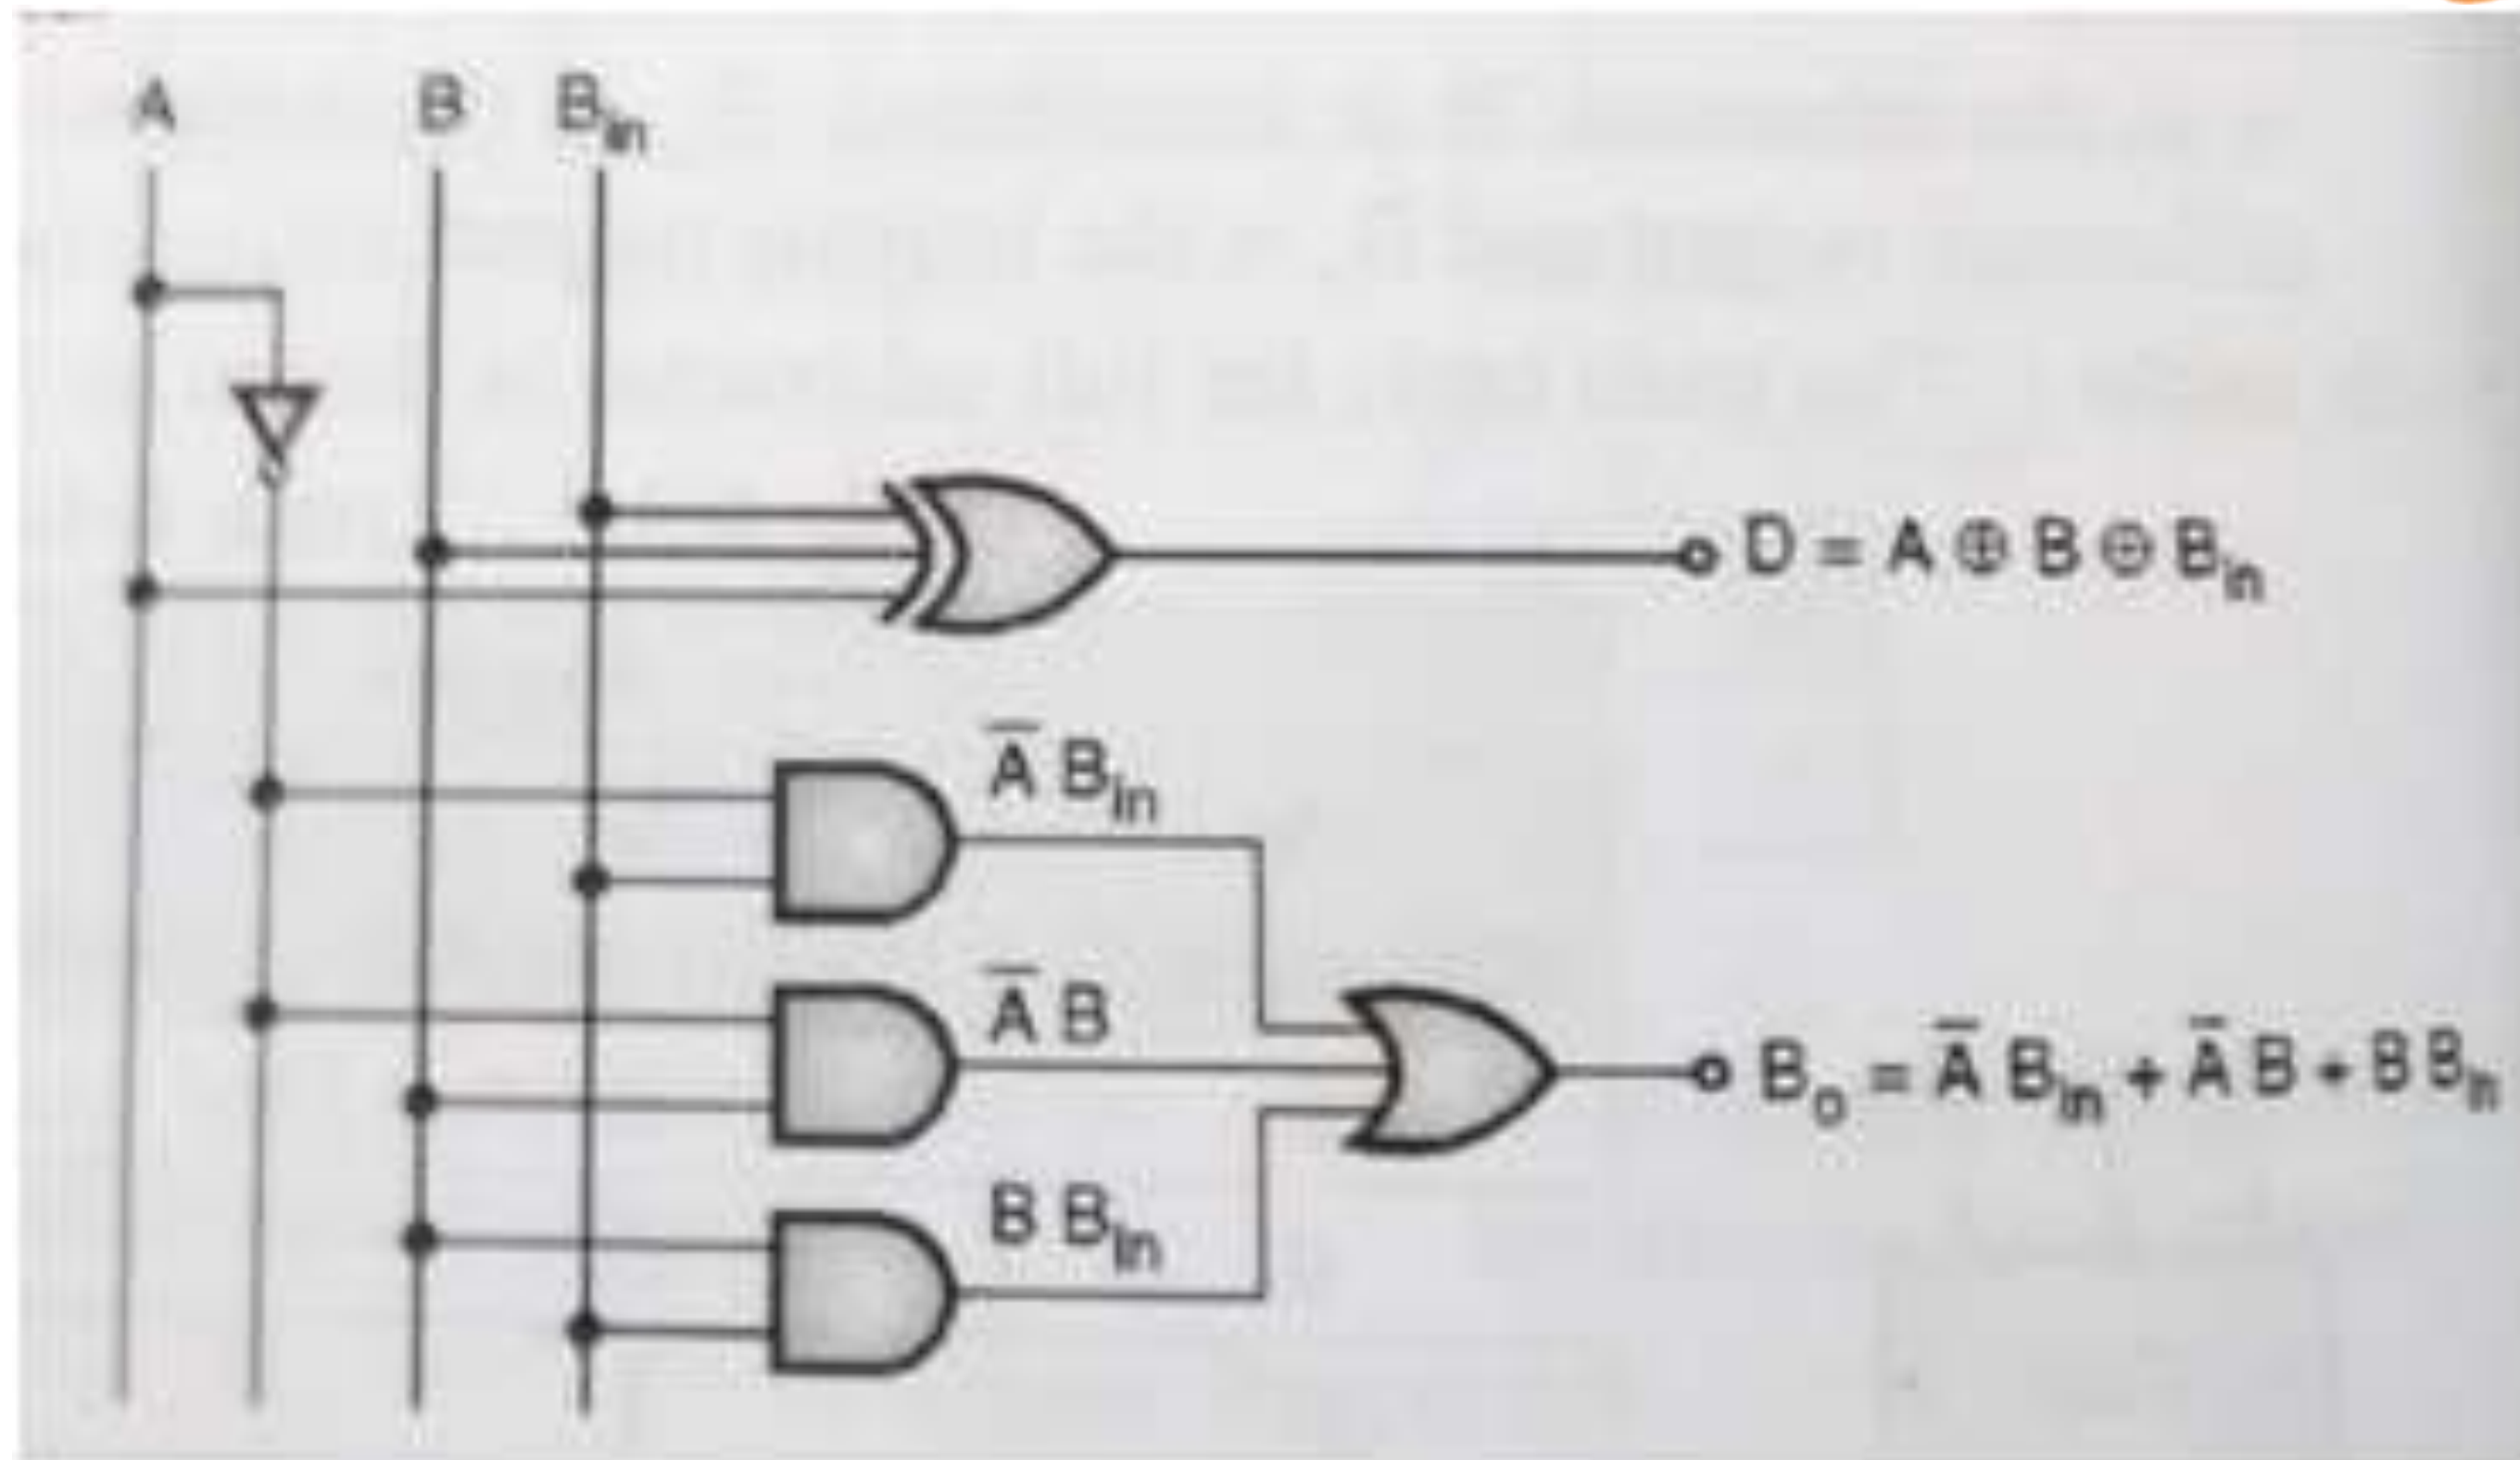 A B B_in
D = A ⊕ B ⊕ B_in
A̅ B_in
A̅ B
B_o = A̅ B_in + A̅ B + B B_in
B B_in